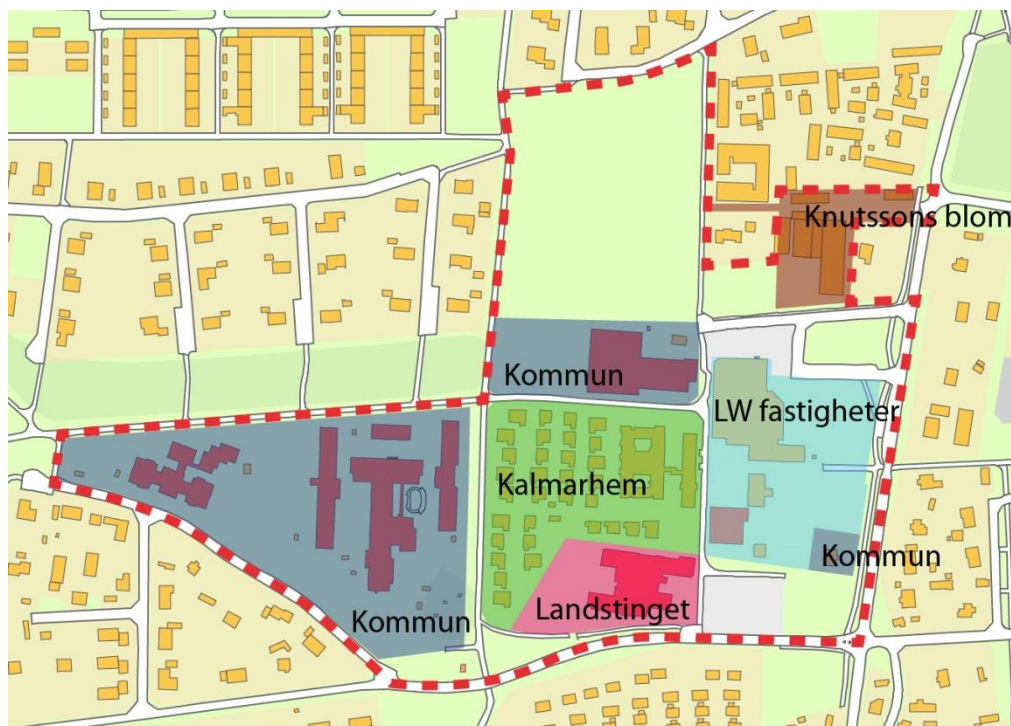 Knutssons blom
Kommun
LW fastigheter
Kalmarhem
Kommun
Landstinget
Kommun